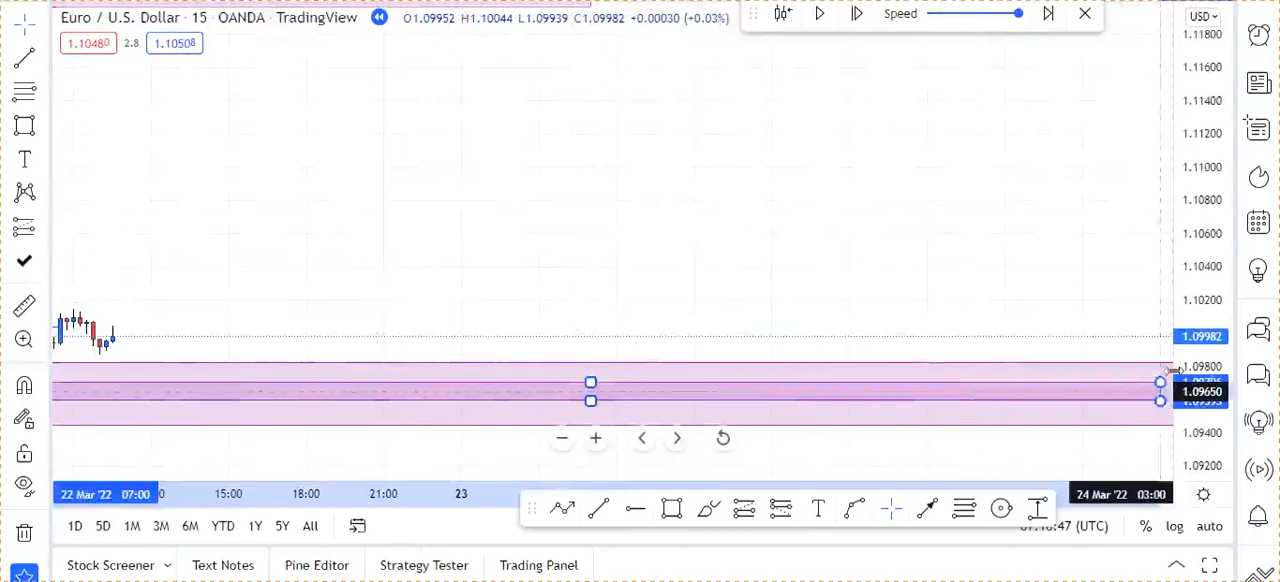 Euro / U.S. Dollar · 15 · OANDA · TradingView O1.09952 H1.10044 L1.09939 C1.09982 +0.00030 (+0.03%)
Speed
USD
1.10480 2.8 1.10508
1.11800
1.11600
1.11400
1.11200
1.11000
1.10800
1.10600
1.10400
1.10200
1.09982
1.09800
1.09650
1.09400
1.09200
22 Mar '22 07:00 15:00 18:00 21:00 23 24 Mar '22 03:00
1D 5D 1M 3M 6M YTD 1Y 5Y All (UTC) % log auto
Stock Screener Text Notes Pine Editor Strategy Tester Trading Panel